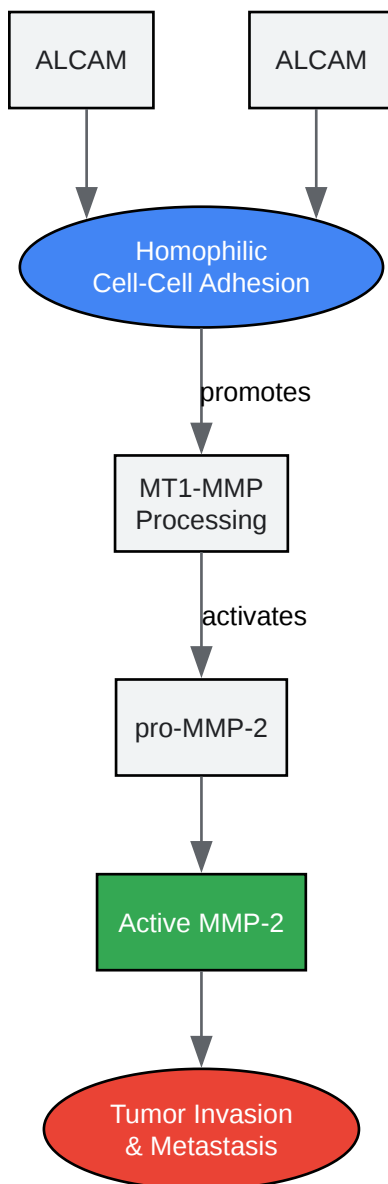 ALCAM
ALCAM
Homophilic
Cell-Cell Adhesion
promotes
MT1-MMP
Processing
activates
pro-MMP-2
Active MMP-2
Tumor Invasion
& Metastasis